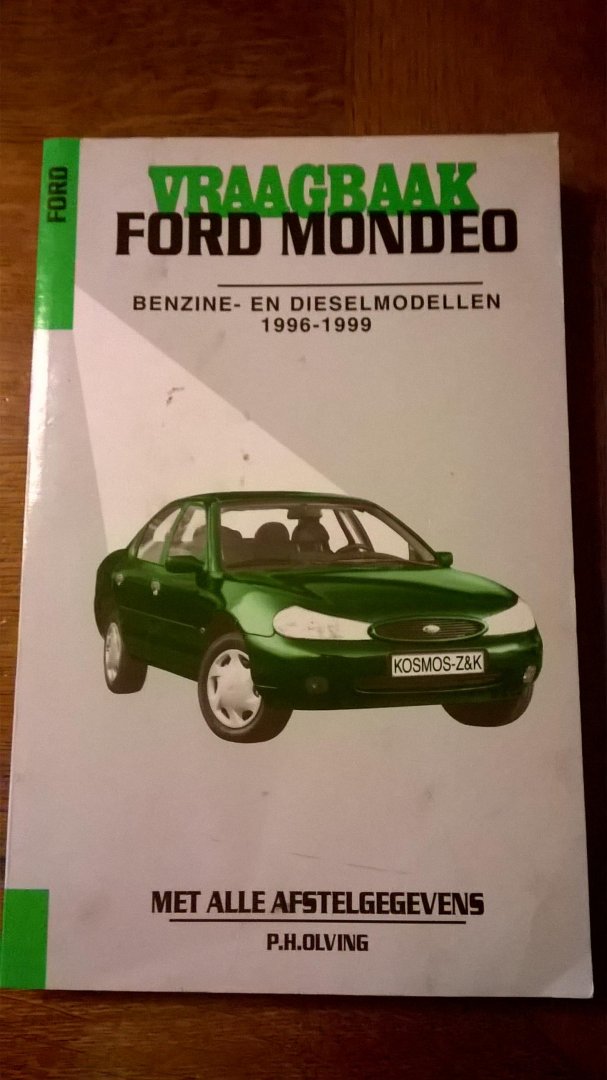 FORD
VRAAGBAAK
FORD MONDEO
BENZINE- EN DIESELMODELLEN
1996-1999
KOSMOS-Z&K
MET ALLE AFSTELGEGEVENS
P.H.OLVING